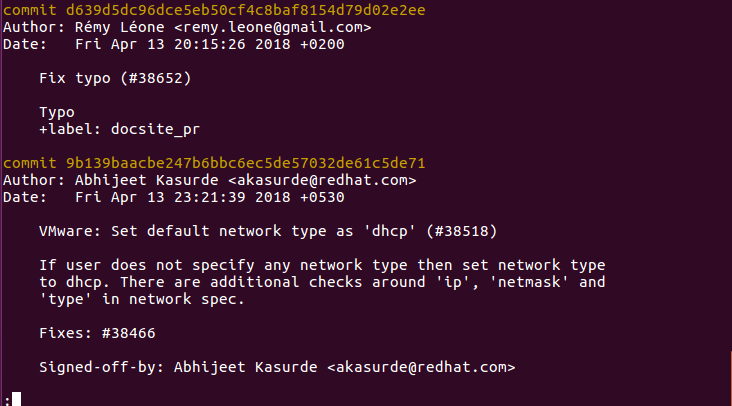 commit d639d5dc96dce5eb50cf4c8baf8154d79d02e2ee
Author: Rémy Léone <remy.leone@gmail.com>
Date:   Fri Apr 13 20:15:26 2018 +0200
Fix typo (#38652)
Typo
+label: docsite_pr
commit 9b139baacbe247b6bbc6ec5de57032de61c5de71
Author: Abhijeet Kasurde <akasurde@redhat.com>
Date:   Fri Apr 13 23:21:39 2018 +0530
VMware: Set default network type as 'dhcp' (#38518)
If user does not specify any network type then set network type
to dhcp. There are additional checks around 'ip', 'netmask' and
'type' in network spec.
Fixes: #38466
Signed-off-by: Abhijeet Kasurde <akasurde@redhat.com>
: